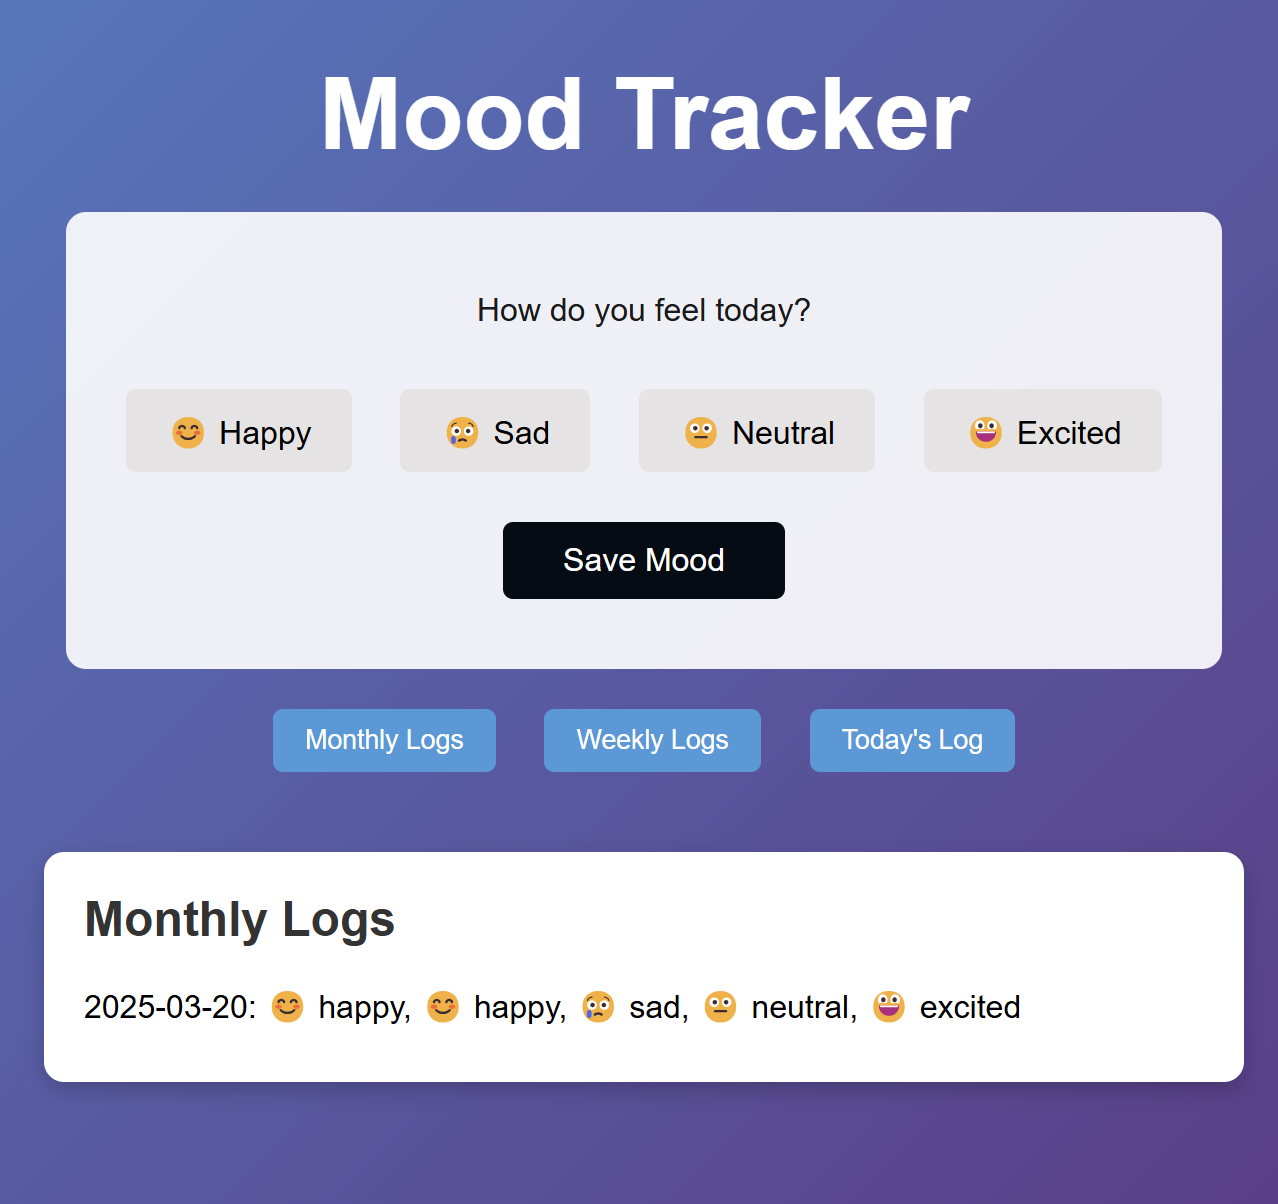 Mood Tracker
How do you feel today?
😊 Happy 😢 Sad 😐 Neutral 😃 Excited
Save Mood
Monthly Logs Weekly Logs Today's Log
Monthly Logs
2025-03-20: 😊 happy, 😊 happy, 😢 sad, 😐 neutral, 😃 excited